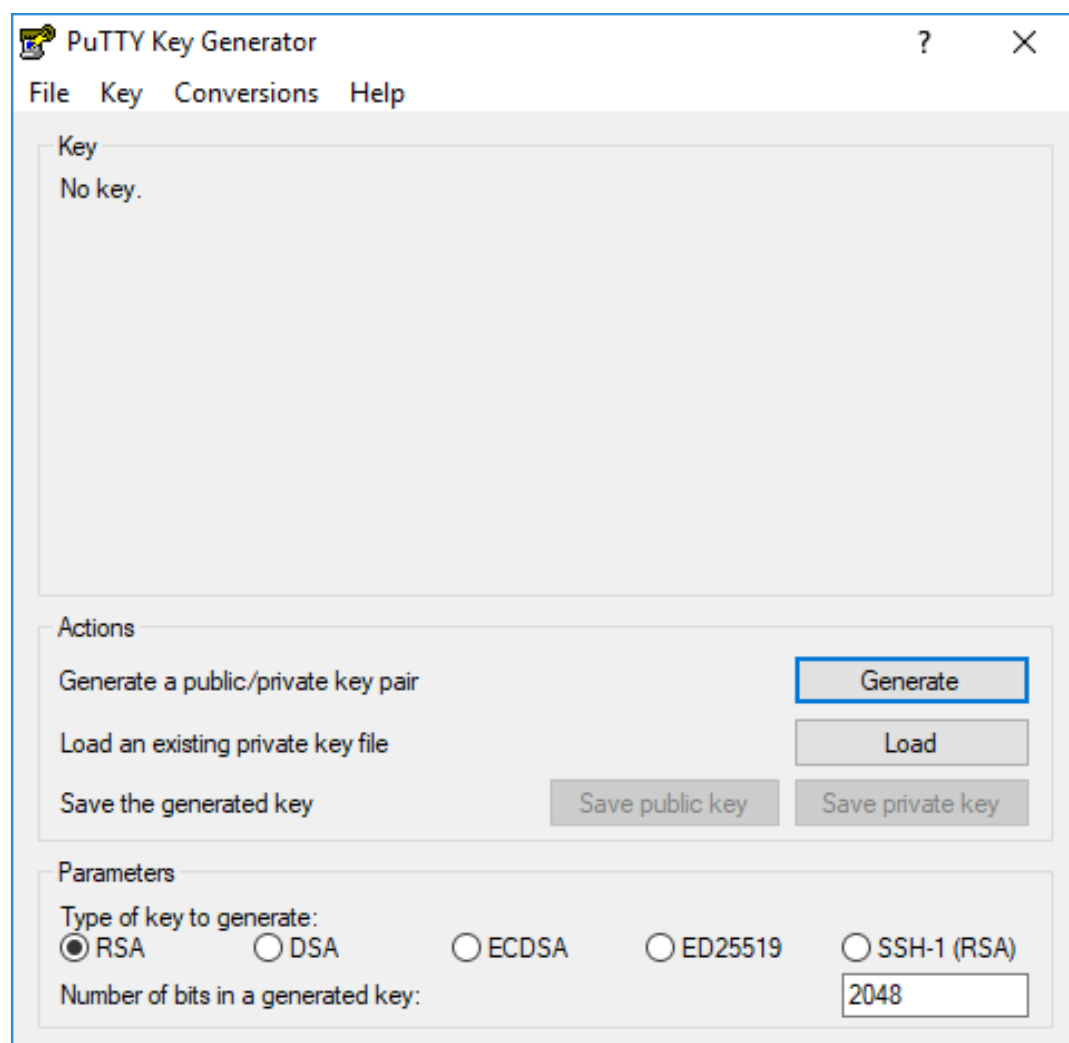 PuTTY Key Generator ?
File Key Conversions Help
Key
No key.
Actions
Generate a public/private key pair Generate
Load an existing private key file Load
Save the generated key Save public key Save private key
Parameters
Type of key to generate:
RSA DSA ECDSA ED25519 SSH-1 (RSA)
Number of bits in a generated key: 2048